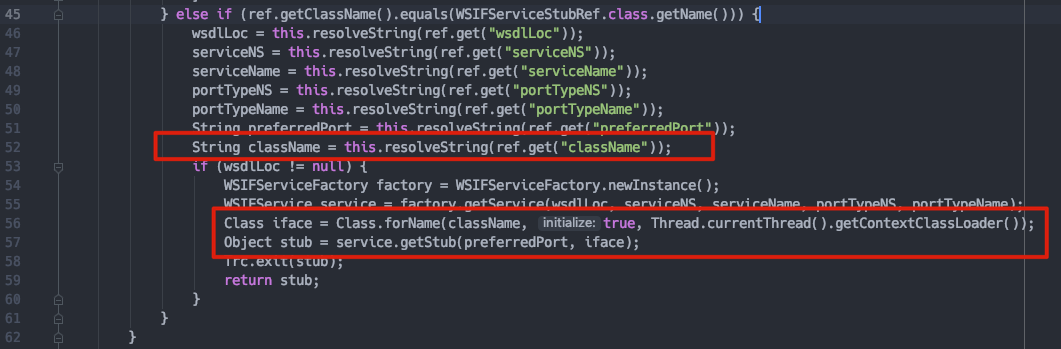 45 } else if (ref.getClassName().equals(WSIFServiceStubRef.class.getName())) {
46 wsdlLoc = this.resolveString(ref.get("wsdlLoc"));
47 serviceNS = this.resolveString(ref.get("serviceNS"));
48 serviceName = this.resolveString(ref.get("serviceName"));
49 portTypeNS = this.resolveString(ref.get("portTypeNS"));
50 portTypeName = this.resolveString(ref.get("portTypeName"));
51 String preferredPort = this.resolveString(ref.get("preferredPort"));
52 String className = this.resolveString(ref.get("className"));
53 if (wsdlLoc != null) {
54 WSIFServiceFactory factory = WSIFServiceFactory.newInstance();
55 WSIFService service = factory.getService(wsdlLoc, serviceNS, serviceName, portTypeNS, portTypeName);
56 Class iface = Class.forName(className, initialize: true, Thread.currentThread().getContextClassLoader());
57 Object stub = service.getStub(preferredPort, iface);
58 Trc.exit(stub);
59 return stub;
60 }
61 }
62 }